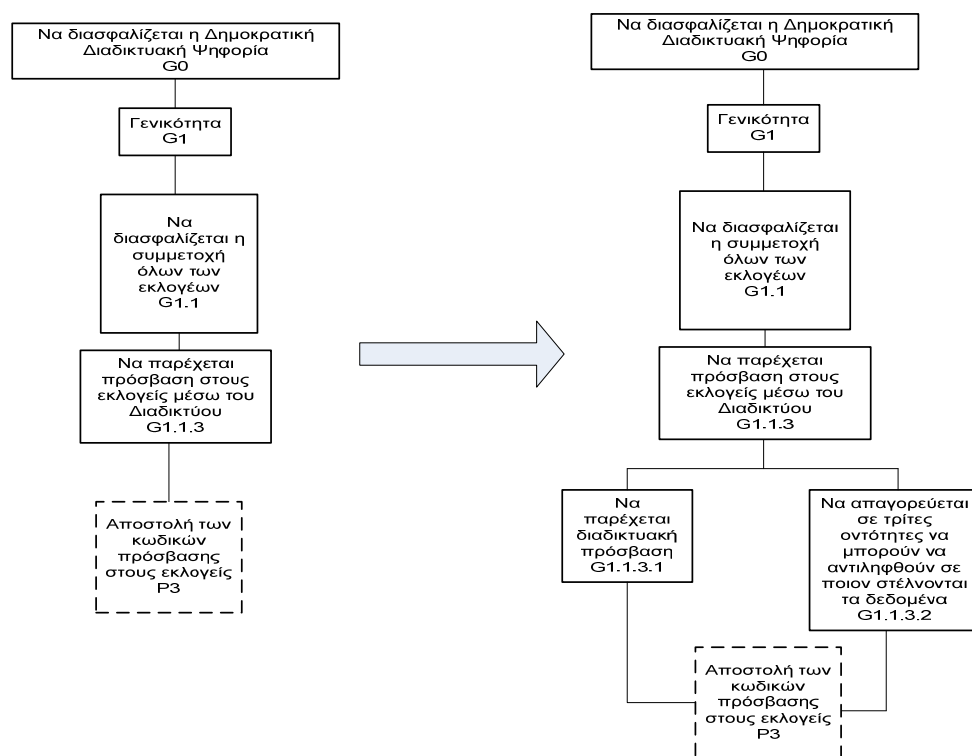 Να διασφαλίζεται η Δημοκρατική
Διαδικτυακή Ψηφορία
G0
Γενικότητα
G1
Να
διασφαλίζεται η
συμμετοχή
όλων των
εκλογέων
G1.1
Να παρέχεται
πρόσβαση στους
εκλογείς μέσω του
Διαδικτύου
G1.1.3
Αποστολή των
κωδικών
πρόσβασης
στους εκλογείς
P3
Να διασφαλίζεται η Δημοκρατική
Διαδικτυακή Ψηφορία
G0
Γενικότητα
G1
Να διασφαλίζεται
η συμμετοχή
όλων των
εκλογέων
G1.1
Να παρέχεται
πρόσβαση στους
εκλογείς μέσω του
Διαδικτύου
G1.1.3
Να
παρέχεται
διαδικτυακή
πρόσβαση
G1.1.3.1
Να απαγορεύεται
σε τρίτες
οντότητες να
μπορούν να
αντιληφθούν σε
ποιον στέλνονται
τα δεδομένα
G1.1.3.2
Αποστολή των
κωδικών
πρόσβασης
στους εκλογείς
P3